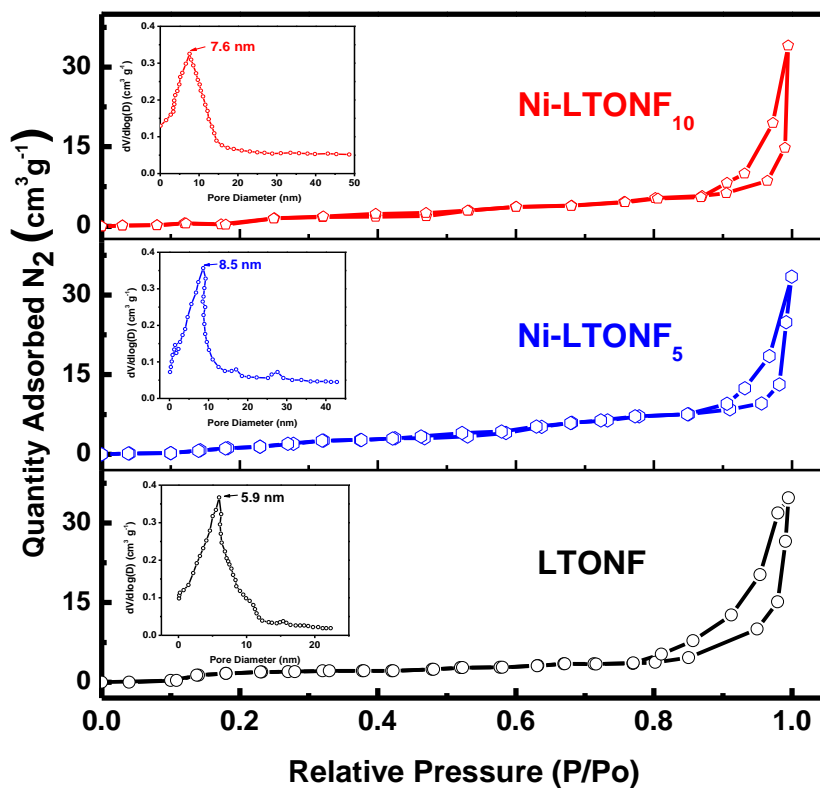 Quantity Adsorbed N₂ (cm³ g⁻¹)
30
15
0
Ni-LTONF₁₀
0.4
0.3
0.2
0.1
0.0
dV/dlog(D) (cm³ g⁻¹)
7.6 nm
0 10 20 30 40 50
Pore Diameter (nm)
30
15
0
Ni-LTONF₅
0.4
0.3
0.2
0.1
0.0
dV/dlog(D) (cm³ g⁻¹)
8.5 nm
0 10 20 30 40
Pore Diameter (nm)
30
15
0
LTONF
0.4
0.3
0.2
0.1
0.0
dV/dlog(D) (cm³ g⁻¹)
5.9 nm
0 10 20
Pore Diameter (nm)
0.0 0.2 0.4 0.6 0.8 1.0
Relative Pressure (P/Po)